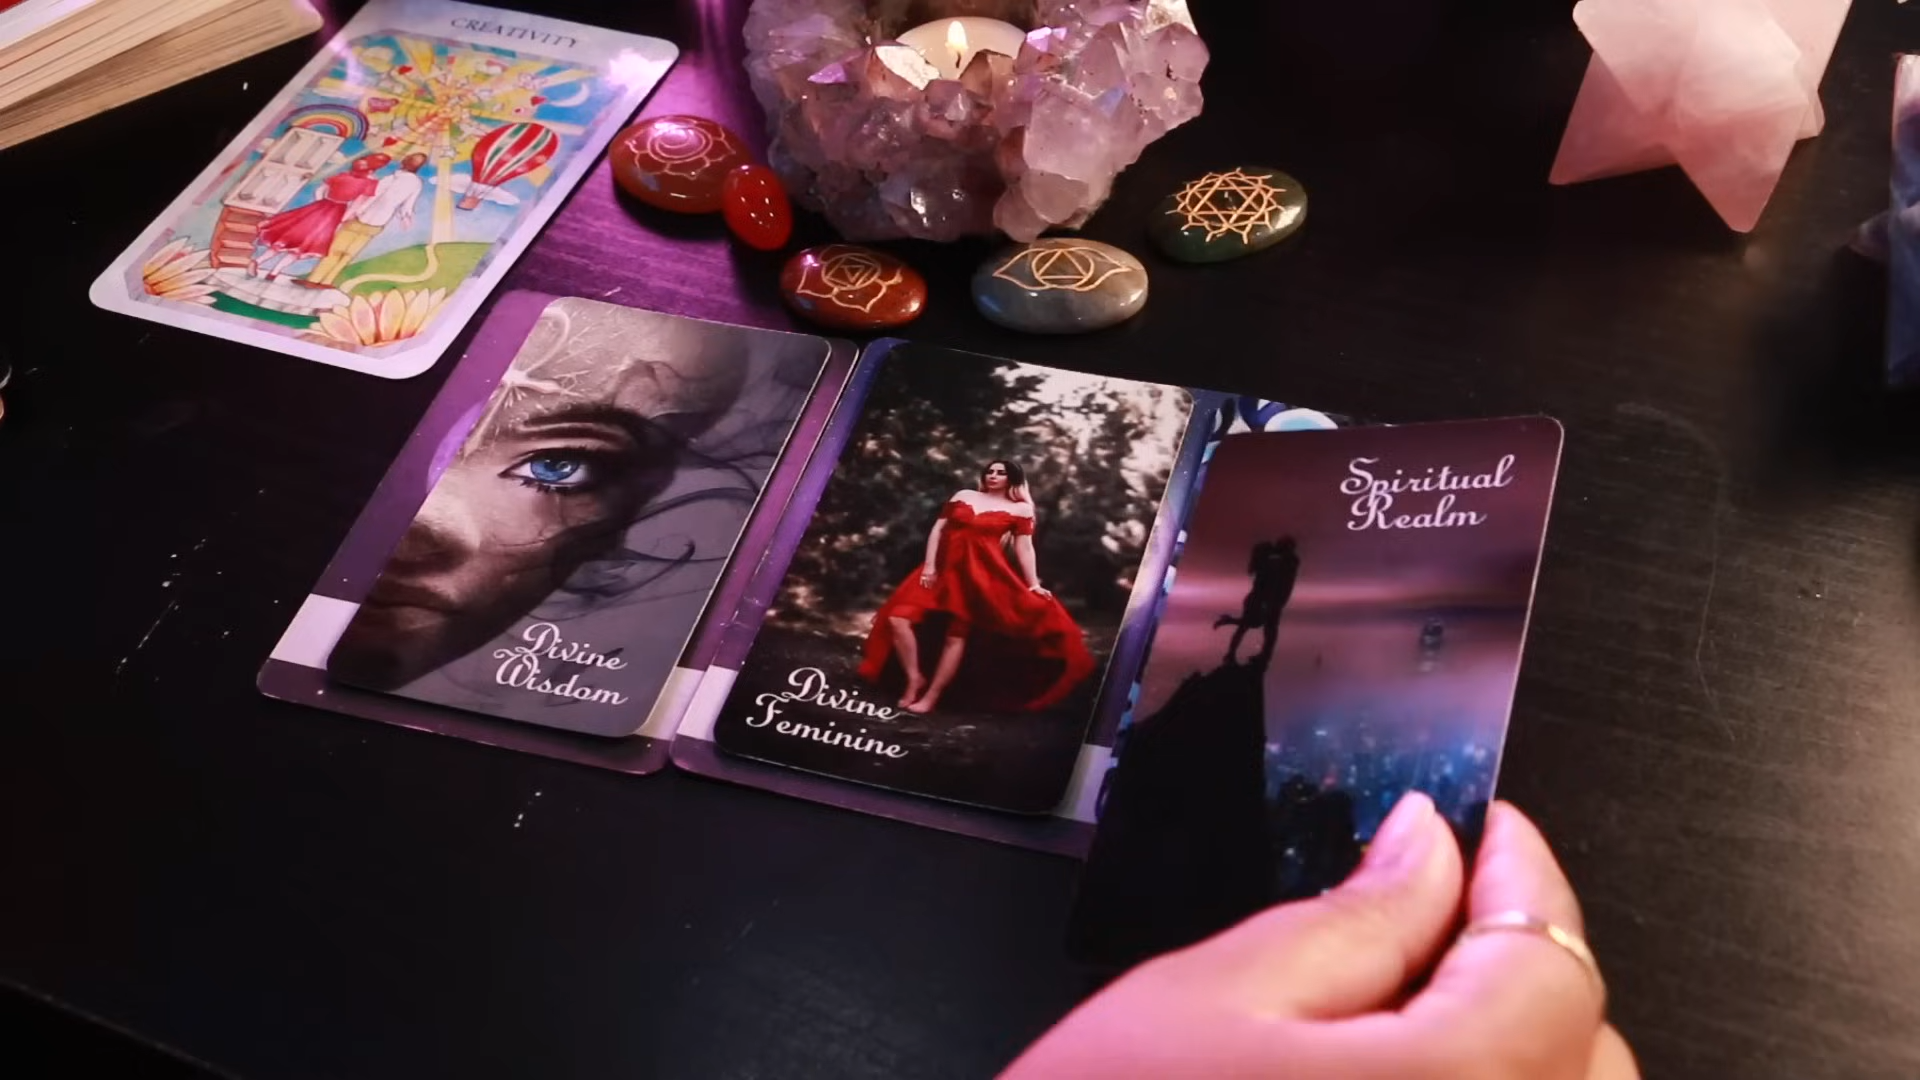 CREATIVITY
Divine
Wisdom
Divine
Feminine
Spiritual
Realm